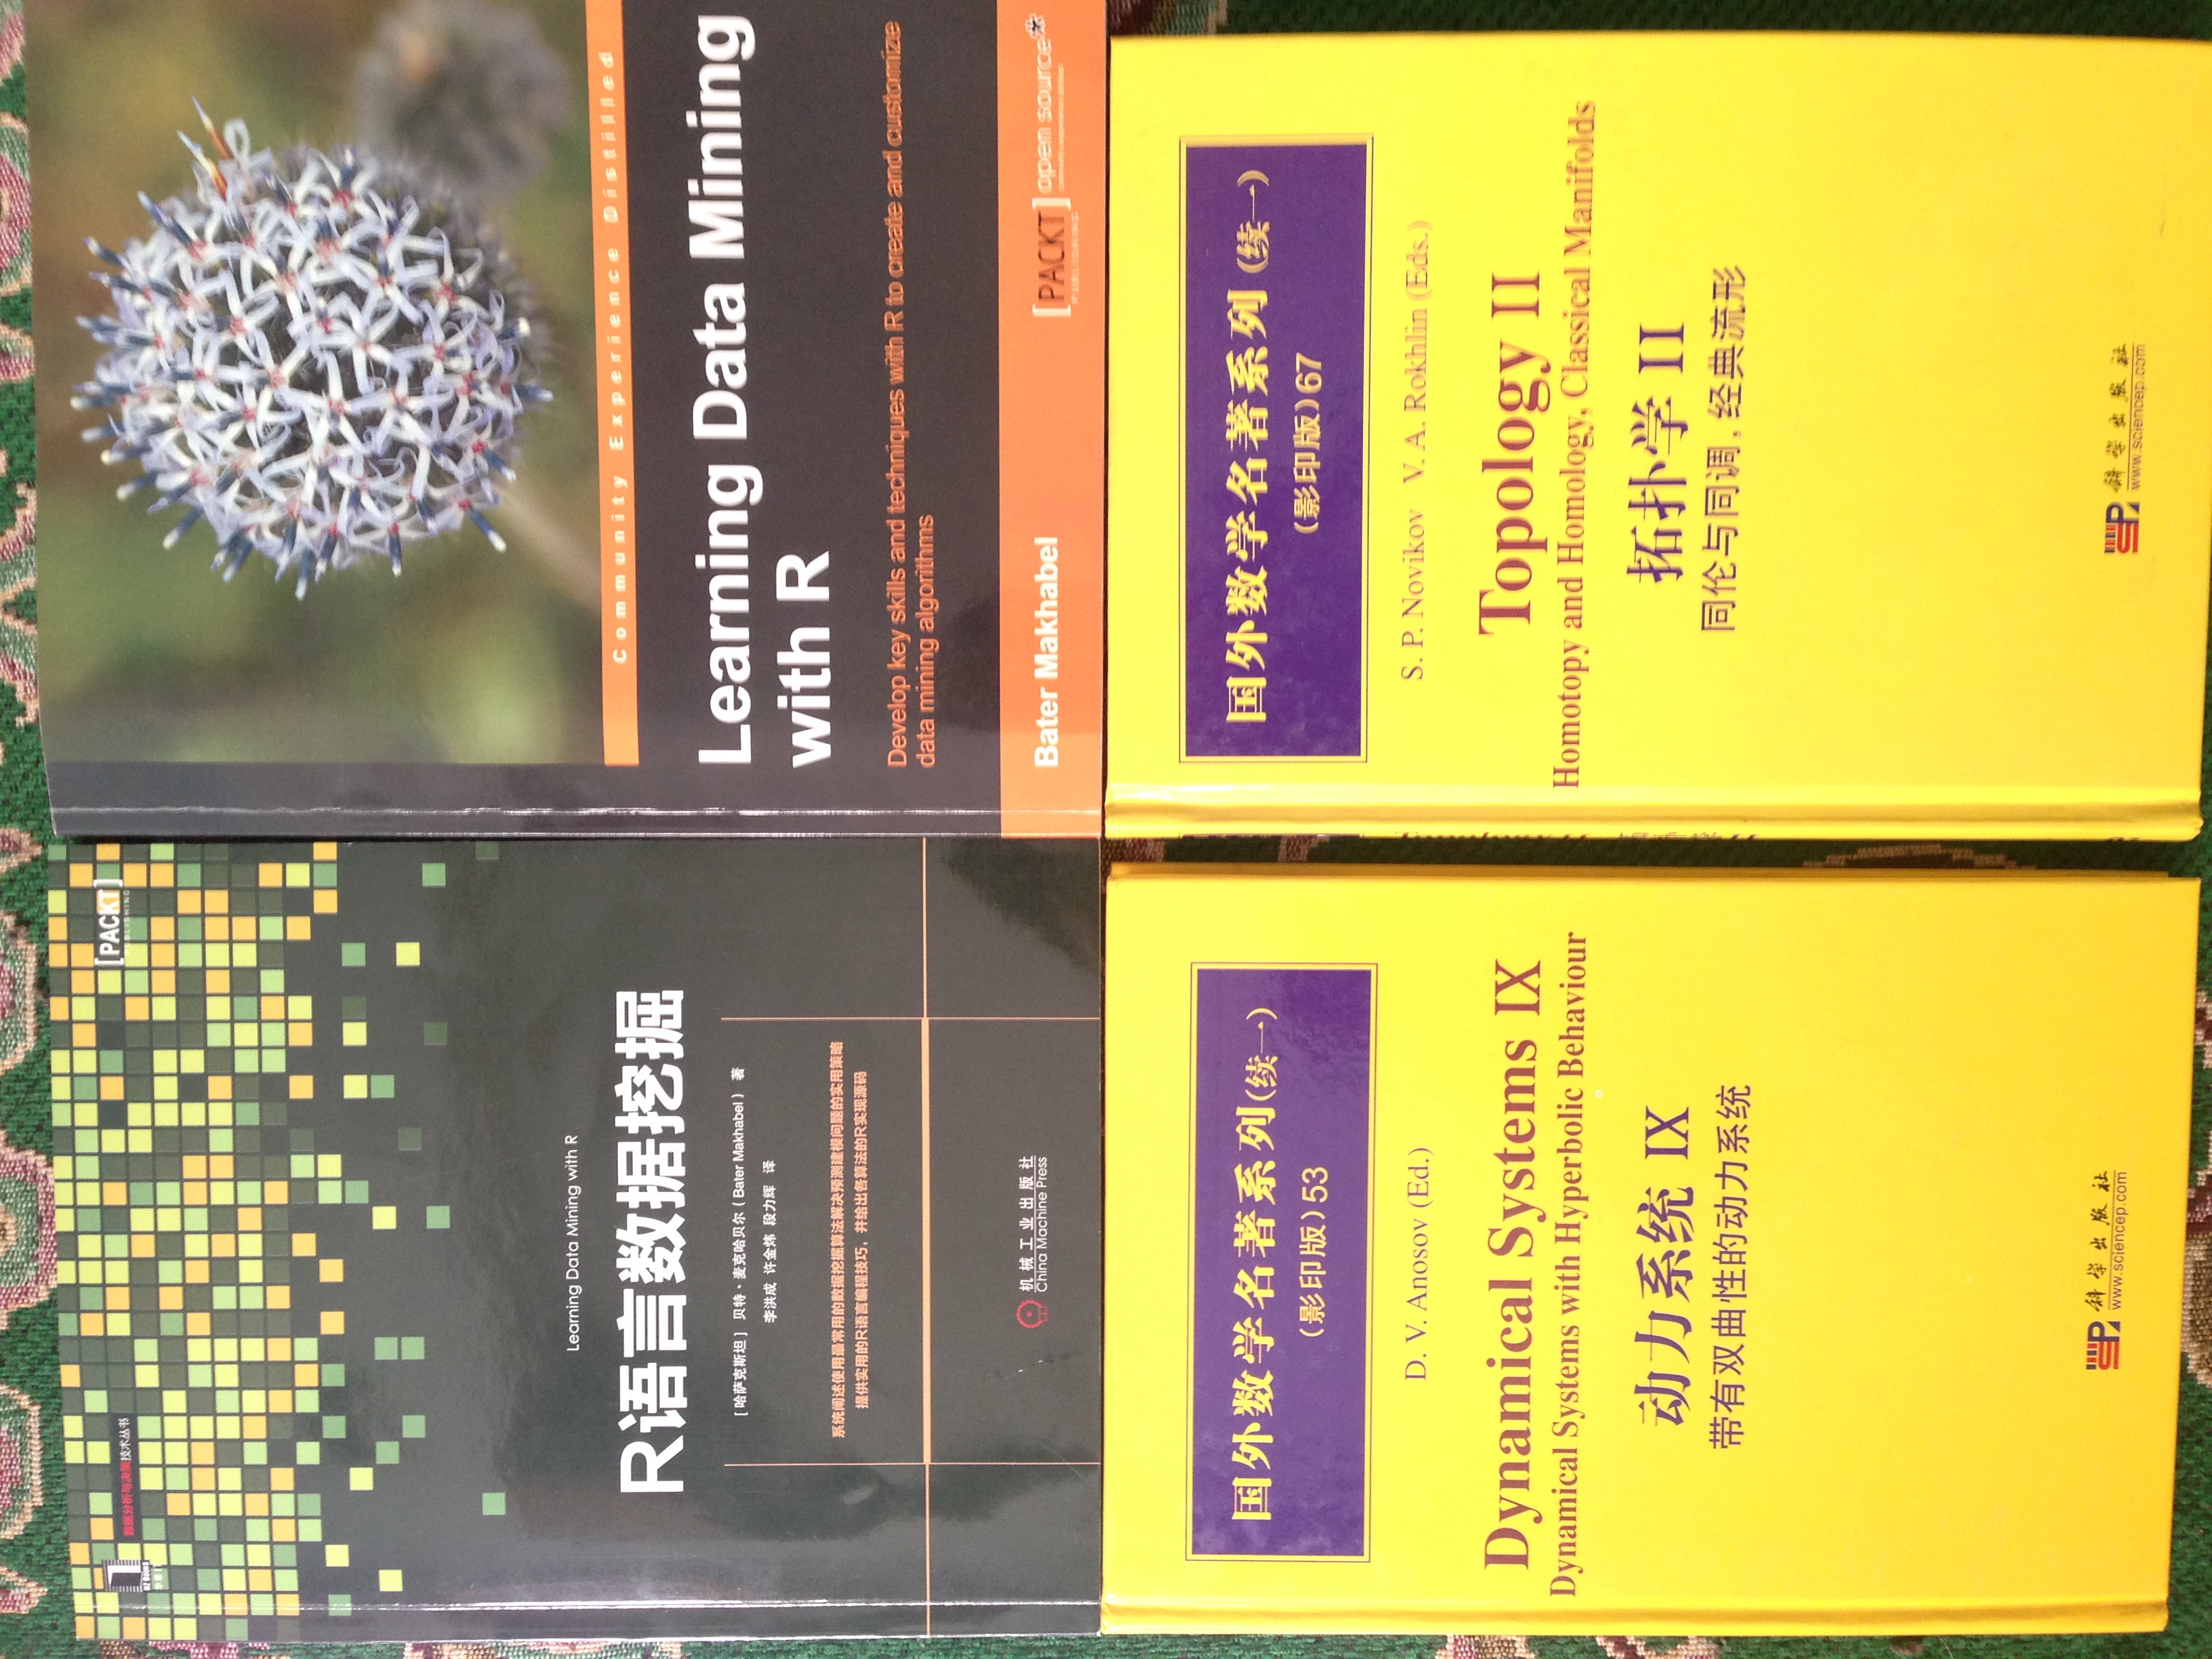 HZ Books
华章IT
数据分析与决策技术丛书
[PACKT]
PUBLISHING
Learning Data Mining with R
R语言数据挖掘
[哈萨克斯坦] 贝特·麦克哈贝尔(Bater Makhabel) 著
李洪成 许金炜 段力辉 译
系统阐述使用最常用的数据挖掘算法解决预测建模问题的实用策略
提供实用的R语言编程技巧，并给出各算法的R实现源码
机械工业出版社
China Machine Press
Community Experience Distilled
Learning Data Mining
with R
Develop key skills and techniques with R to create and customize
data mining algorithms
Bater Makhabel
[PACKT] open source*
PUBLISHING
国外数学名著系列(续一)
(影印版)53
D. V. Anosov (Ed.)
Dynamical Systems IX
Dynamical Systems with Hyperbolic Behaviour
动力系统 IX
带有双曲性的动力系统
科学出版社
www.sciencep.com
国外数学名著系列(续一)
(影印版)67
S. P. Novikov V. A. Rokhlin (Eds.)
Topology II
Homotopy and Homology, Classical Manifolds
拓扑学 II
同伦与同调，经典流形
科学出版社
www.sciencep.com